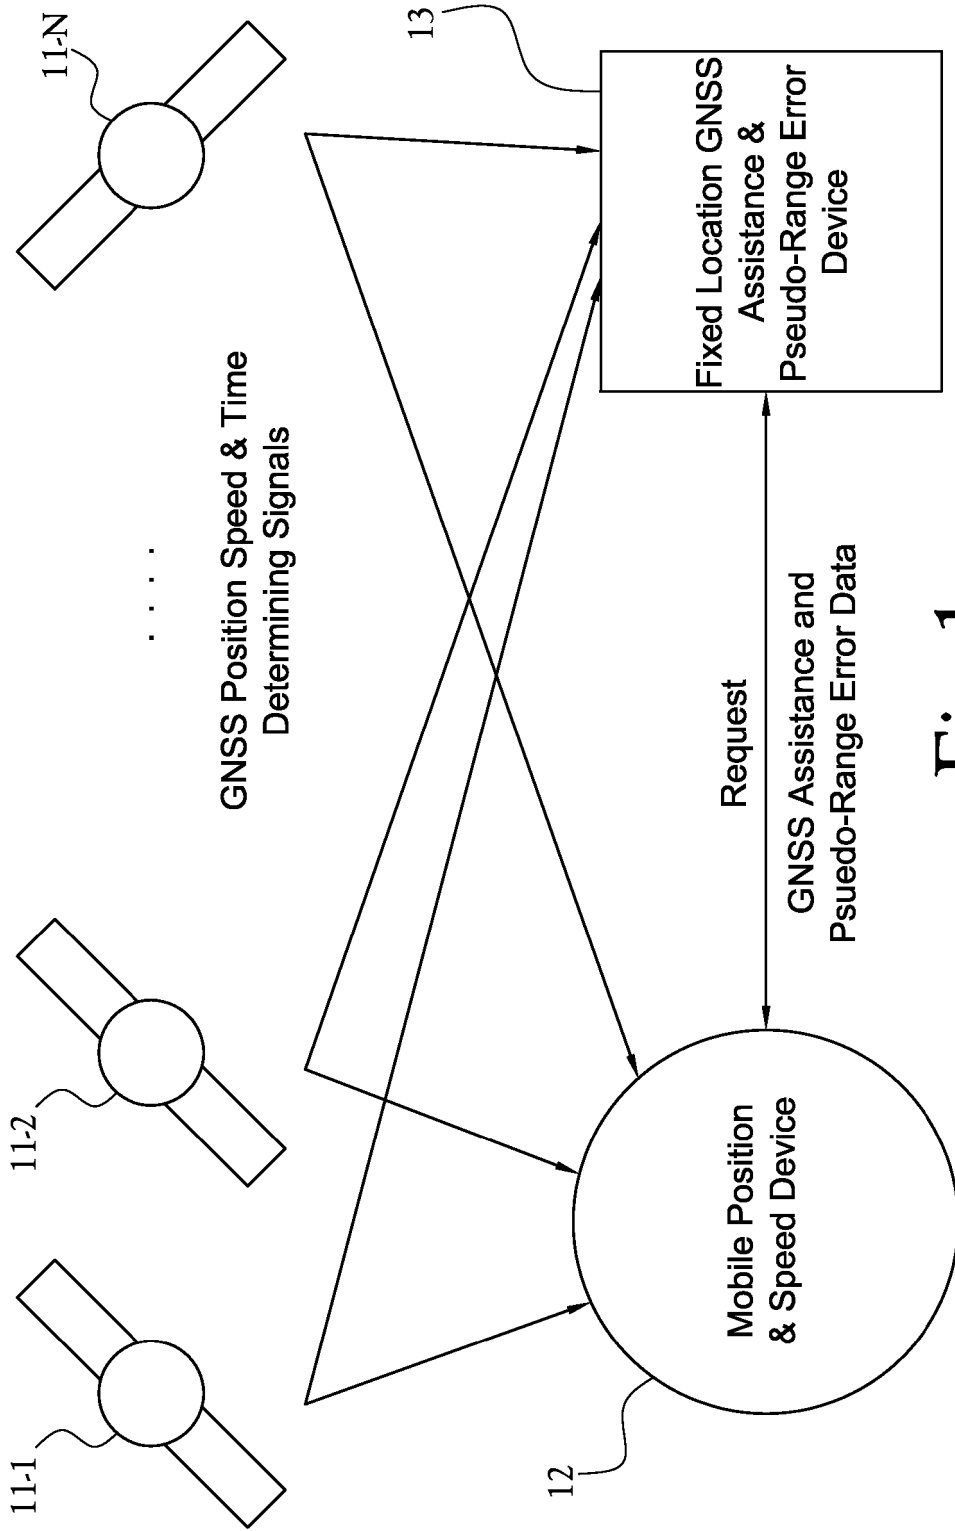 11-1
11-2
11-N
. . . .
GNSS Position Speed & Time
Determining Signals
12
Mobile Position
& Speed Device
Request
GNSS Assistance and
Psuedo-Range Error Data
13
Fixed Location GNSS
Assistance &
Pseudo-Range Error
Device